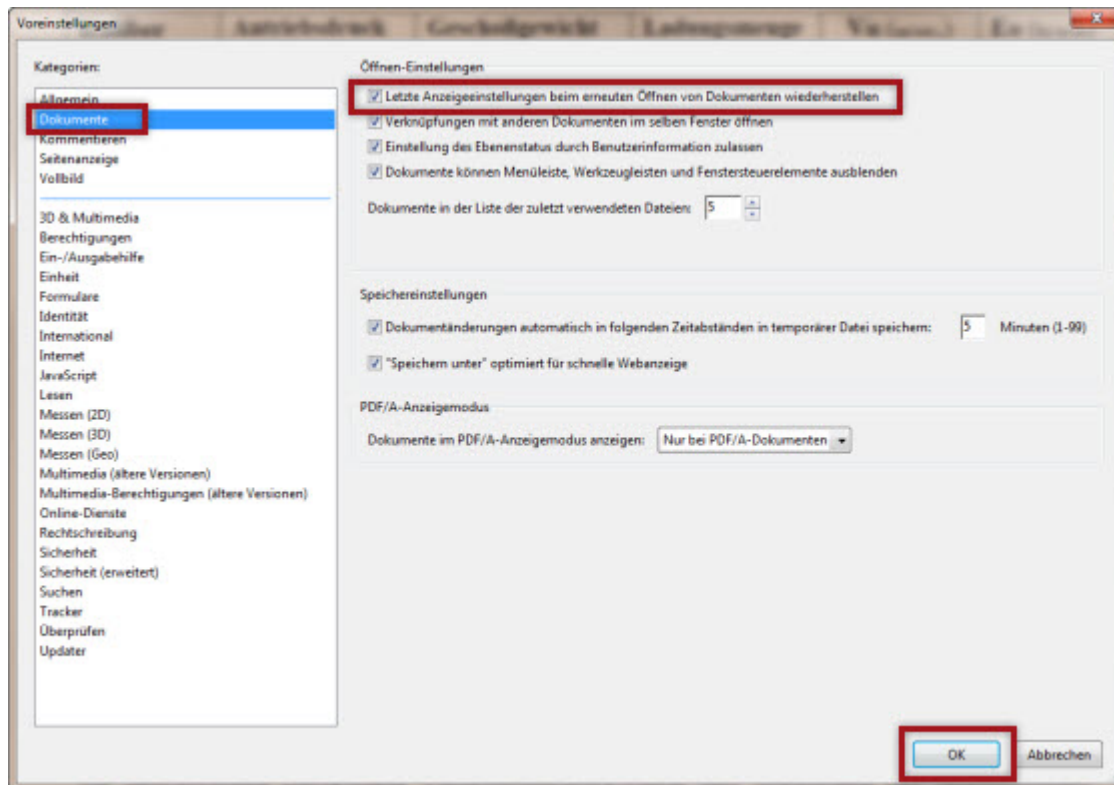 Voreinstellungen
Antriebsdruck Geschoßgewicht Ladungsmenge
Kategorien:
Allgemein
Dokumente
Kommentieren
Seitenanzeige
Vollbild
3D & Multimedia
Berechtigungen
Ein-/Ausgabehilfe
Einheit
Formulare
Identität
International
Internet
JavaScript
Lesen
Messen (2D)
Messen (3D)
Messen (Geo)
Multimedia (ältere Versionen)
Multimedia-Berechtigungen (ältere Versionen)
Online-Dienste
Rechtschreibung
Sicherheit
Sicherheit (erweitert)
Suchen
Tracker
Überprüfen
Updater
Öffnen-Einstellungen
Letzte Anzeigeeinstellungen beim erneuten Öffnen von Dokumenten wiederherstellen
Verknüpfungen mit anderen Dokumenten im selben Fenster öffnen
Einstellung des Ebenenstatus durch Benutzerinformation zulassen
Dokumente können Menüleiste, Werkzeugleisten und Fenstersteuerelemente ausblenden
Dokumente in der Liste der zuletzt verwendeten Dateien: 5
Speichereinstellungen
Dokumentänderungen automatisch in folgenden Zeitabständen in temporärer Datei speichern: 5 Minuten (1-99)
"Speichern unter" optimiert für schnelle Webanzeige
PDF/A-Anzeigemodus
Dokumente im PDF/A-Anzeigemodus anzeigen: Nur bei PDF/A-Dokumenten
OK Abbrechen